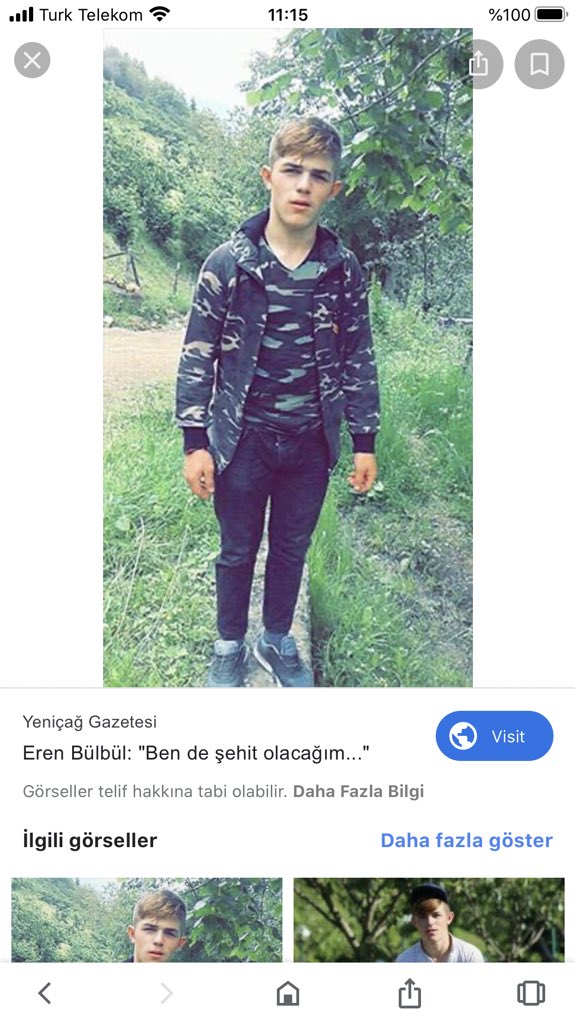 Turk Telekom
11:15
%100
Yeniçağ Gazetesi
Eren Bülbül: "Ben de şehit olacağım..."
Visit
Görseller telif hakkına tabi olabilir. Daha Fazla Bilgi
İlgili görseller
Daha fazla göster